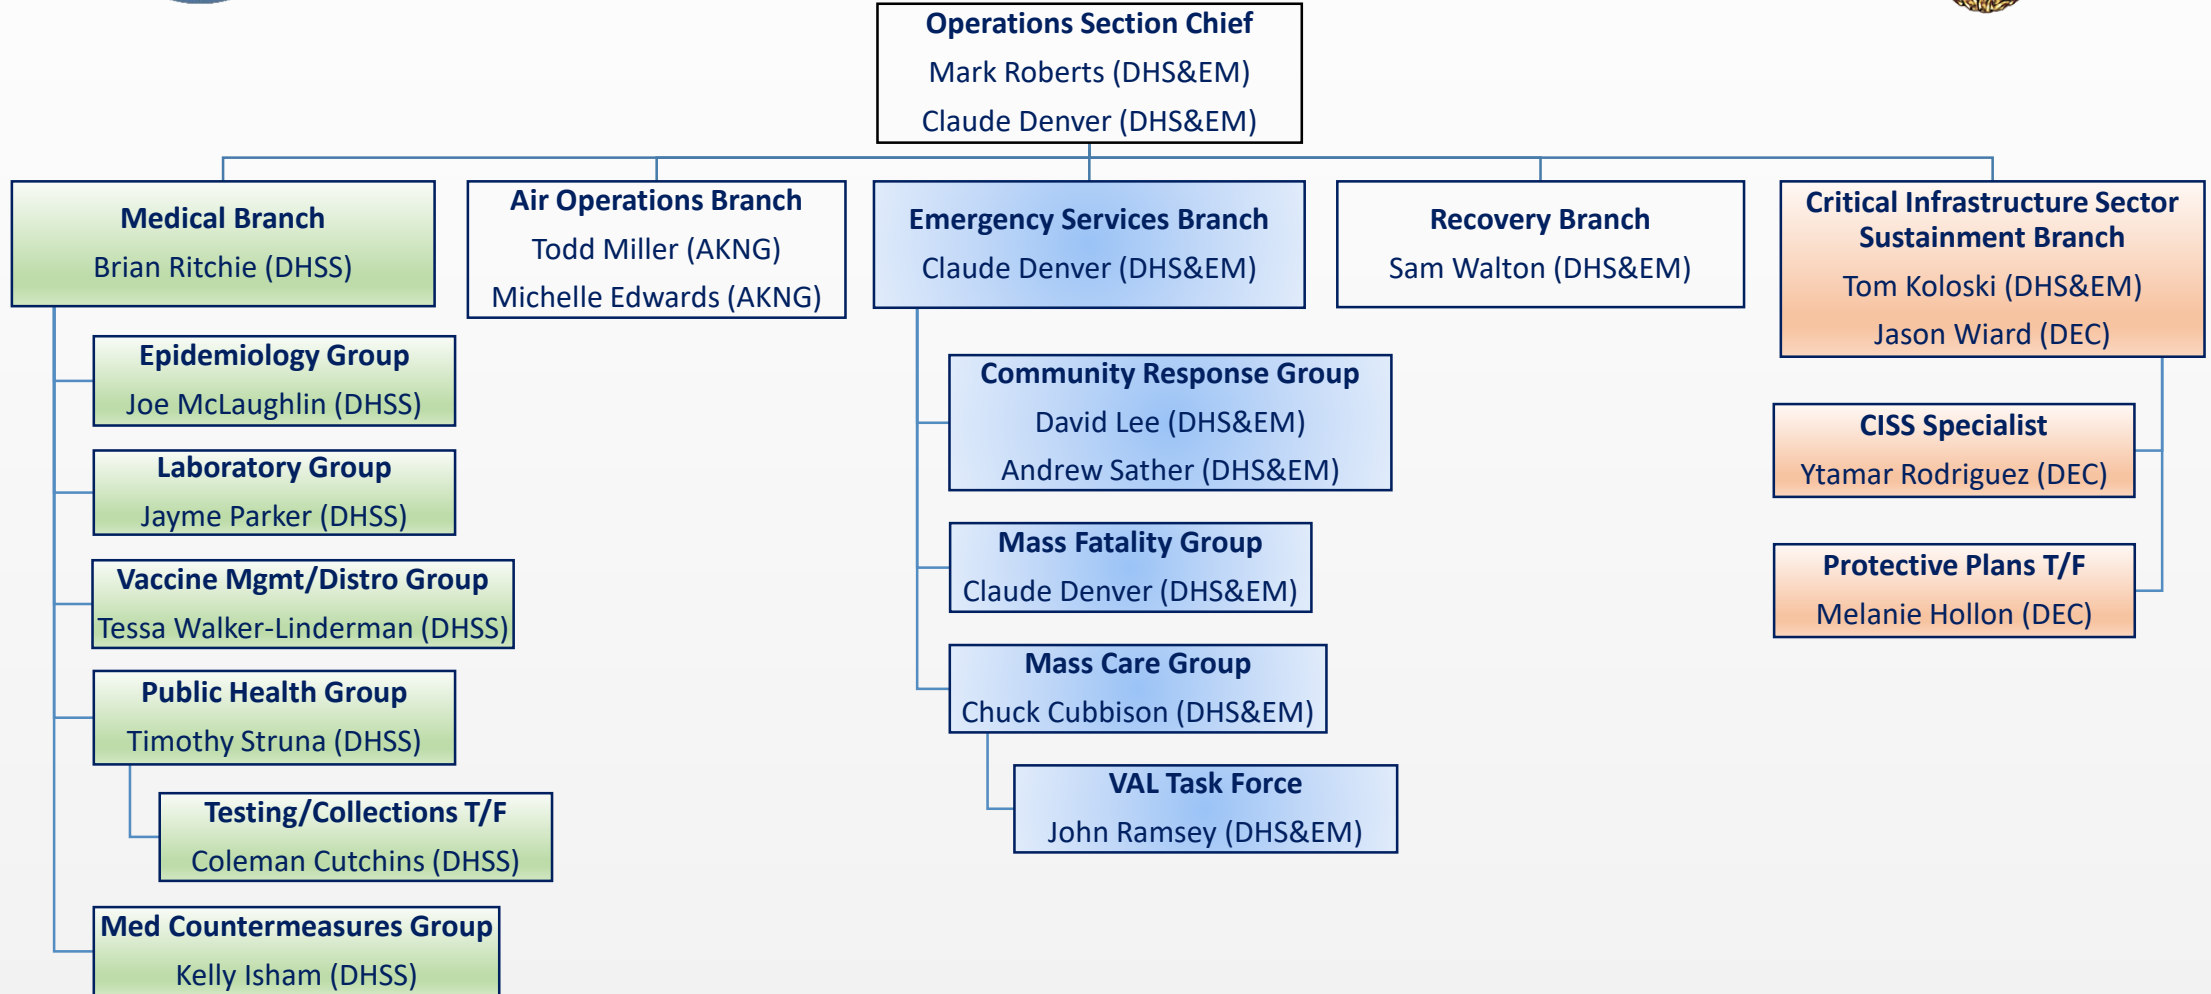 Operations Section Chief
Mark Roberts (DHS&EM)
Claude Denver (DHS&EM)
Medical Branch
Brian Ritchie (DHSS)
Epidemiology Group
Joe McLaughlin (DHSS)
Laboratory Group
Jayme Parker (DHSS)
Vaccine Mgmt/Distro Group
Tessa Walker-Linderman (DHSS)
Public Health Group
Timothy Struna (DHSS)
Testing/Collections T/F
Coleman Cutchins (DHSS)
Med Countermeasures Group
Kelly Isham (DHSS)
Air Operations Branch
Todd Miller (AKNG)
Michelle Edwards (AKNG)
Emergency Services Branch
Claude Denver (DHS&EM)
Community Response Group
David Lee (DHS&EM)
Andrew Sather (DHS&EM)
Mass Fatality Group
Claude Denver (DHS&EM)
Mass Care Group
Chuck Cubbison (DHS&EM)
VAL Task Force
John Ramsey (DHS&EM)
Recovery Branch
Sam Walton (DHS&EM)
Critical Infrastructure Sector
Sustainment Branch
Tom Koloski (DHS&EM)
Jason Wiard (DEC)
CISS Specialist
Ytamar Rodriguez (DEC)
Protective Plans T/F
Melanie Hollon (DEC)